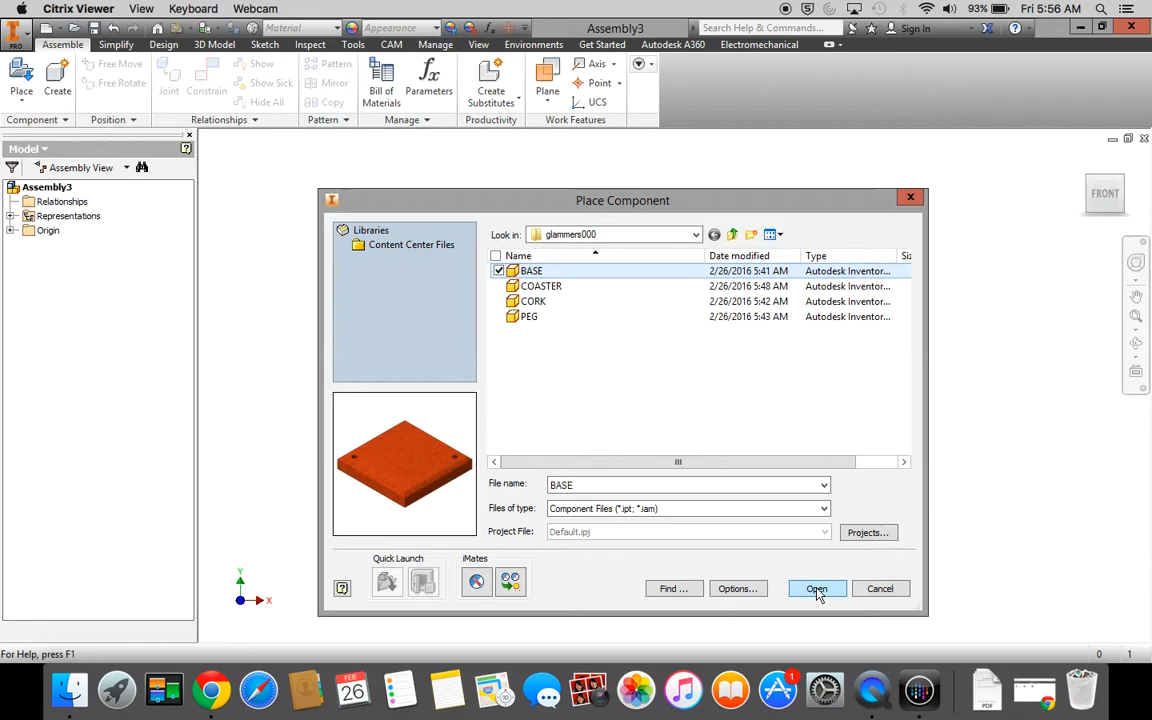 Citrix Viewer View Keyboard Webcam 93% Fri 5:56 AM
PRO Material Appearance Assembly3 Search Help & Commands... Sign In
Assemble Simplify Design 3D Model Sketch Inspect Tools CAM Manage View Environments Get Started Autodesk A360 Electromechanical
Place Create Free Move Free Rotate Joint Constrain Show Show Sick Hide All Pattern Mirror Copy Bill of Materials Parameters Create Substitutes Plane Axis Point UCS
Component Position Relationships Pattern Manage Productivity Work Features
Model
Assembly View
Assembly3
Relationships
Representations
Origin
FRONT
Place Component
Libraries
Content Center Files
Look in: glammers000
Name Date modified Type Si
BASE 2/26/2016 5:41 AM Autodesk Inventor...
COASTER 2/26/2016 5:48 AM Autodesk Inventor...
CORK 2/26/2016 5:42 AM Autodesk Inventor...
PEG 2/26/2016 5:43 AM Autodesk Inventor...
File name: BASE
Files of type: Component Files (*.ipt; *.iam)
Project File: Default.ipj Projects...
Quick Launch iMates
Find ... Options... Open Cancel
Y
X
For Help, press F1 0 1
FEB
26
1
PDF